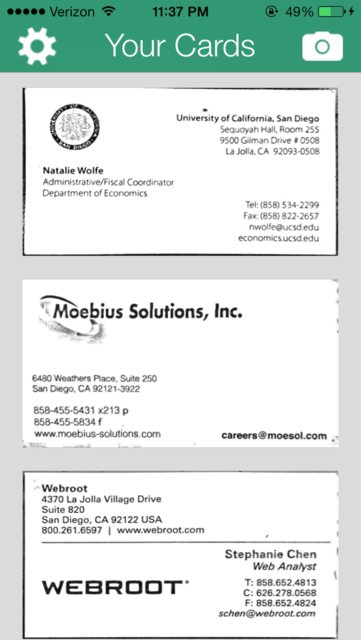 Verizon 11:37 PM 49%
Your Cards
University of California, San Diego
Sequoyah Hall, Room 255
9500 Gilman Drive # 0508
La Jolla, CA 92093-0508
Natalie Wolfe
Administrative/Fiscal Coordinator
Department of Economics
Tel: (858) 534-2299
Fax: (858) 822-2657
nwolfe@ucsd.edu
economics.ucsd.edu
Moebius Solutions, Inc.
6480 Weathers Place, Suite 250
San Diego, CA 92121-3922
858-455-5431 x213 p
858-455-5834 f
www.moebius-solutions.com
careers@moesol.com
Webroot
4370 La Jolla Village Drive
Suite 820
San Diego, CA 92122 USA
800.261.6597 | www.webroot.com
Stephanie Chen
Web Analyst
WEBROOT
T: 858.652.4813
C: 626.278.0568
F: 858.652.4824
schen@webroot.com